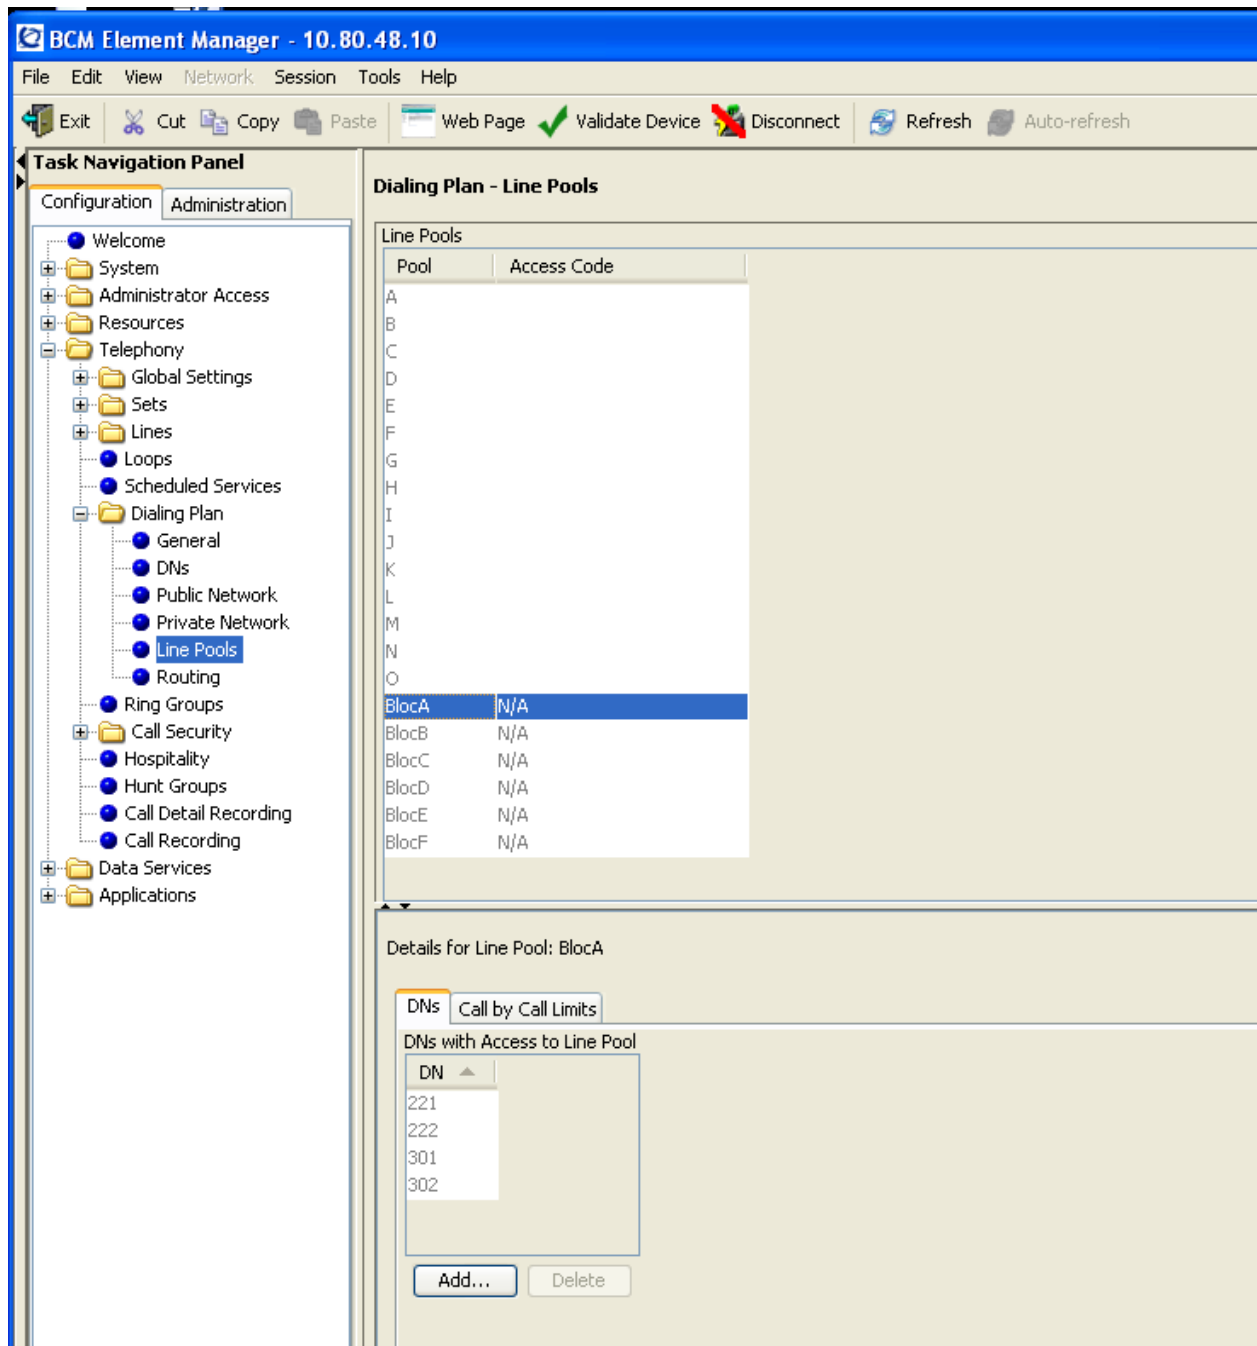 BCM Element Manager - 10.80.48.10
File Edit View Network Session Tools Help
Exit Cut Copy Paste Web Page Validate Device Disconnect Refresh Auto-refresh
Task Navigation Panel
Configuration Administration
Welcome
System
Administrator Access
Resources
Telephony
Global Settings
Sets
Lines
Loops
Scheduled Services
Dialing Plan
General
DNs
Public Network
Private Network
Line Pools
Routing
Ring Groups
Call Security
Hospitality
Hunt Groups
Call Detail Recording
Call Recording
Data Services
Applications
Dialing Plan - Line Pools
Line Pools
Pool Access Code
A
B
C
D
E
F
G
H
I
J
K
L
M
N
O
BlocA N/A
BlocB N/A
BlocC N/A
BlocD N/A
BlocE N/A
BlocF N/A
Details for Line Pool: BlocA
DNs Call by Call Limits
DNs with Access to Line Pool
DN
221
222
301
302
Add... Delete